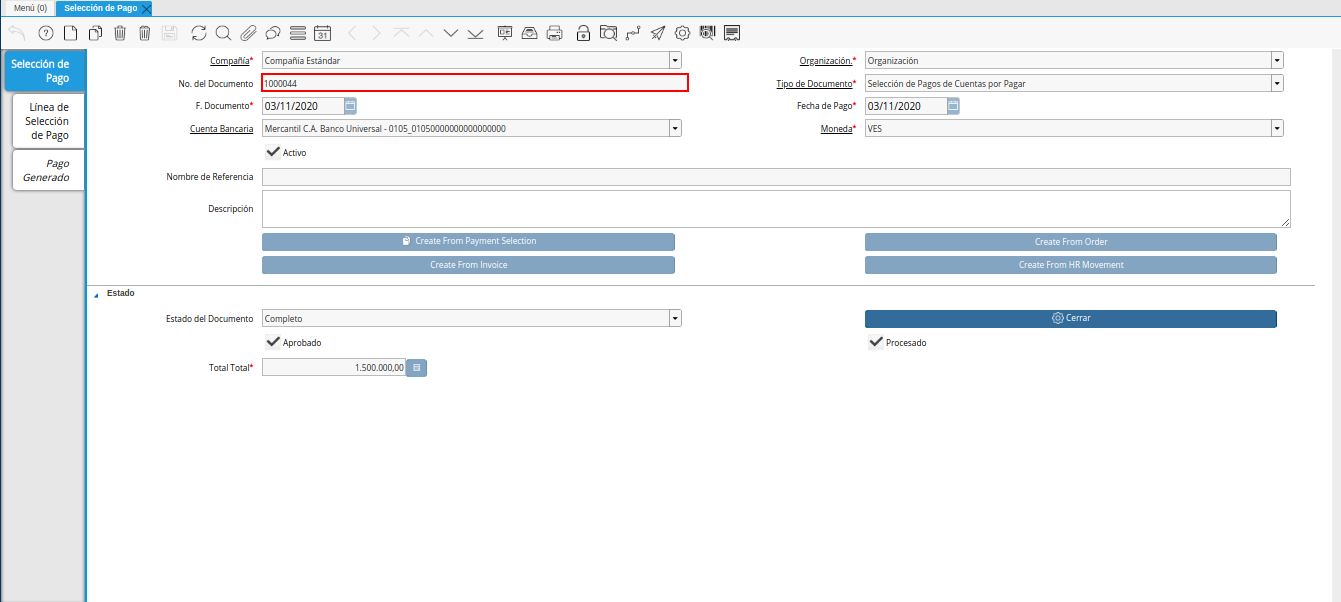 Menú (0)
Selección de Pago
31
Selección de
Pago
Línea de
Selección
de Pago
Pago
Generado
Compañía* Compañía Estándar
Organización.* Organización
No. del Documento 1000044
Tipo de Documento* Selección de Pagos de Cuentas por Pagar
F. Documento* 03/11/2020
Fecha de Pago* 03/11/2020
Cuenta Bancaria Mercantil C.A. Banco Universal - 0105_01050000000000000000
Moneda* VES
Activo
Nombre de Referencia
Descripción
Create From Payment Selection
Create From Order
Create From Invoice
Create From HR Movement
Estado
Estado del Documento Completo
Cerrar
Aprobado
Procesado
Total Total* 1.500.000,00